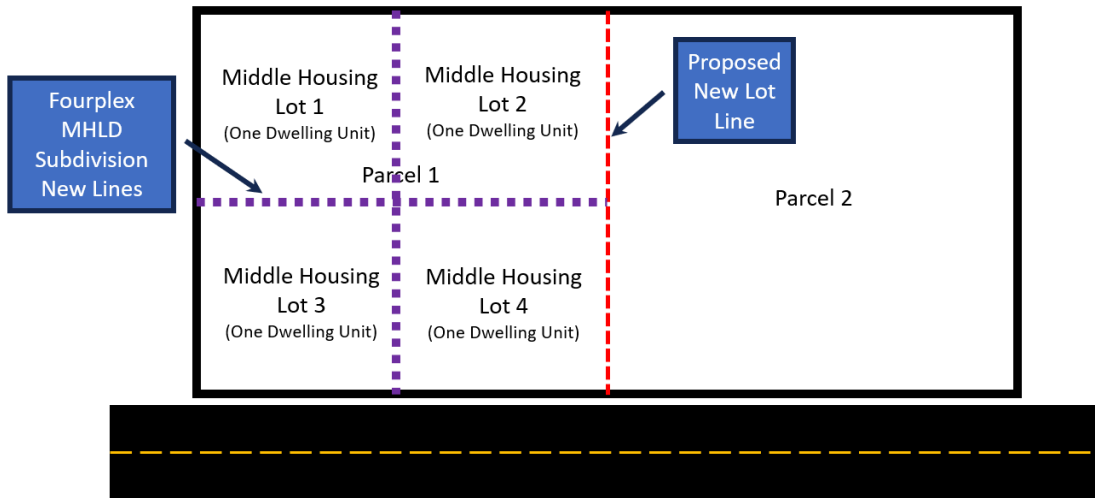 Fourplex
MHLD
Subdivision
New Lines
Middle Housing
Lot 1
(One Dwelling Unit)
Middle Housing
Lot 2
(One Dwelling Unit)
Proposed
New Lot
Line
Parcel 1
Parcel 2
Middle Housing
Lot 3
(One Dwelling Unit)
Middle Housing
Lot 4
(One Dwelling Unit)